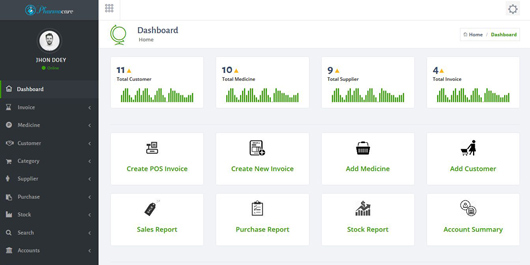 Pharmacare
Dashboard
Home
Home / Dashboard
JHON DOEY
Online
Dashboard
Invoice
Medicine
Customer
Category
Supplier
Purchase
Stock
Search
Accounts
11
Total Customer
10
Total Medicine
9
Total Supplier
4
Total Invoice
Create POS Invoice
Create New Invoice
Add Medicine
Add Customer
Sales Report
Purchase Report
Stock Report
Account Summary